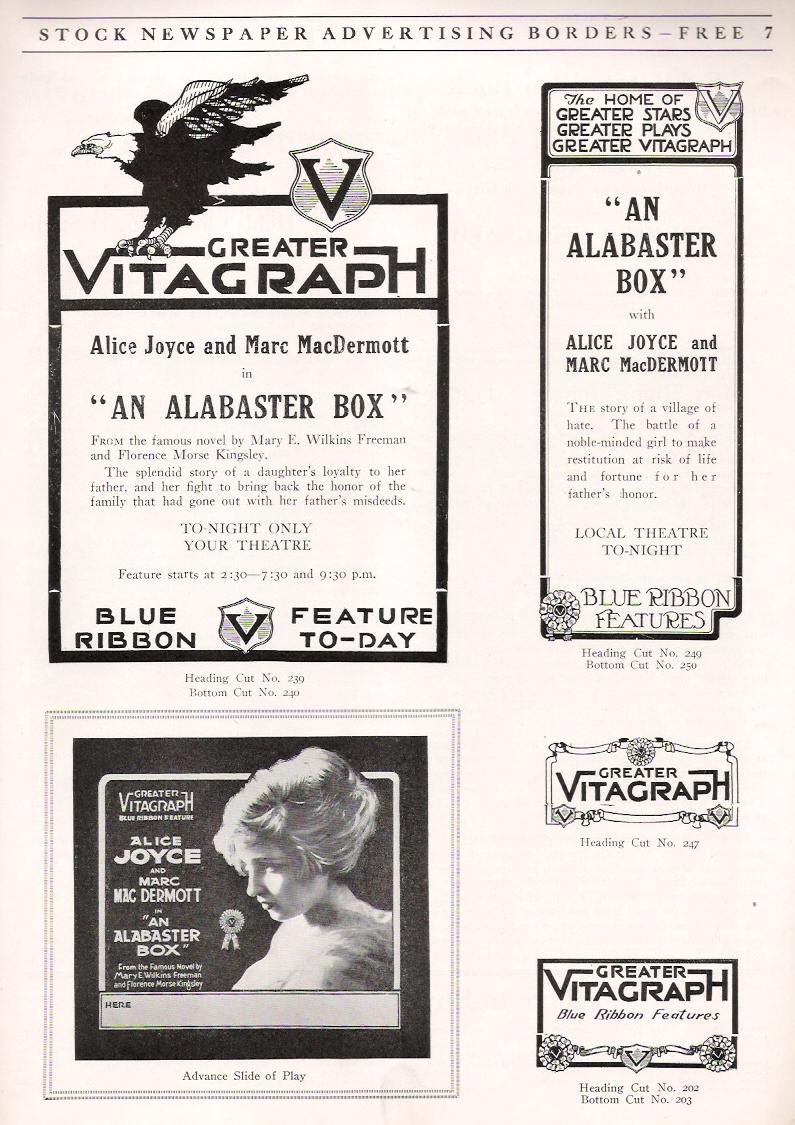 STOCK NEWSPAPER ADVERTISING BORDERS—FREE 7
V
GREATER
VITAGRAPH
Alice Joyce and Marc MacDermott
in
"AN ALABASTER BOX"
FROM the famous novel by Mary E. Wilkins Freeman
and Florence Morse Kingsley.
The splendid story of a daughter's loyalty to her
father, and her fight to bring back the honor of the
family that had gone out with her father's misdeeds.
TO-NIGHT ONLY
YOUR THEATRE
Feature starts at 2:30—7:30 and 9:30 p.m.
BLUE
RIBBON
V
FEATURE
TO-DAY
Heading Cut No. 239
Bottom Cut No. 240
The HOME OF
GREATER STARS
GREATER PLAYS
GREATER VITAGRAPH
V
"AN
ALABASTER
BOX"
with
ALICE JOYCE and
MARC MacDERMOTT
THE story of a village of
hate. The battle of a
noble-minded girl to make
restitution at risk of life
and fortune for her
father's honor.
LOCAL THEATRE
TO-NIGHT
BLUE RIBBON
FEATURES
Heading Cut No. 249
Bottom Cut No. 250
GREATER
VITAGRAPH
BLUE RIBBON FEATURE
ALICE
JOYCE
AND
MARC
MAC DERMOTT
IN
"AN
ALABASTER
BOX"
From the Famous Novel by
Mary E. Wilkins Freeman
and Florence Morse Kingsley
HERE
Advance Slide of Play
GREATER
VITAGRAPH
Heading Cut No. 247
GREATER
VITAGRAPH
Blue Ribbon Features
V
Heading Cut No. 202
Bottom Cut No. 203